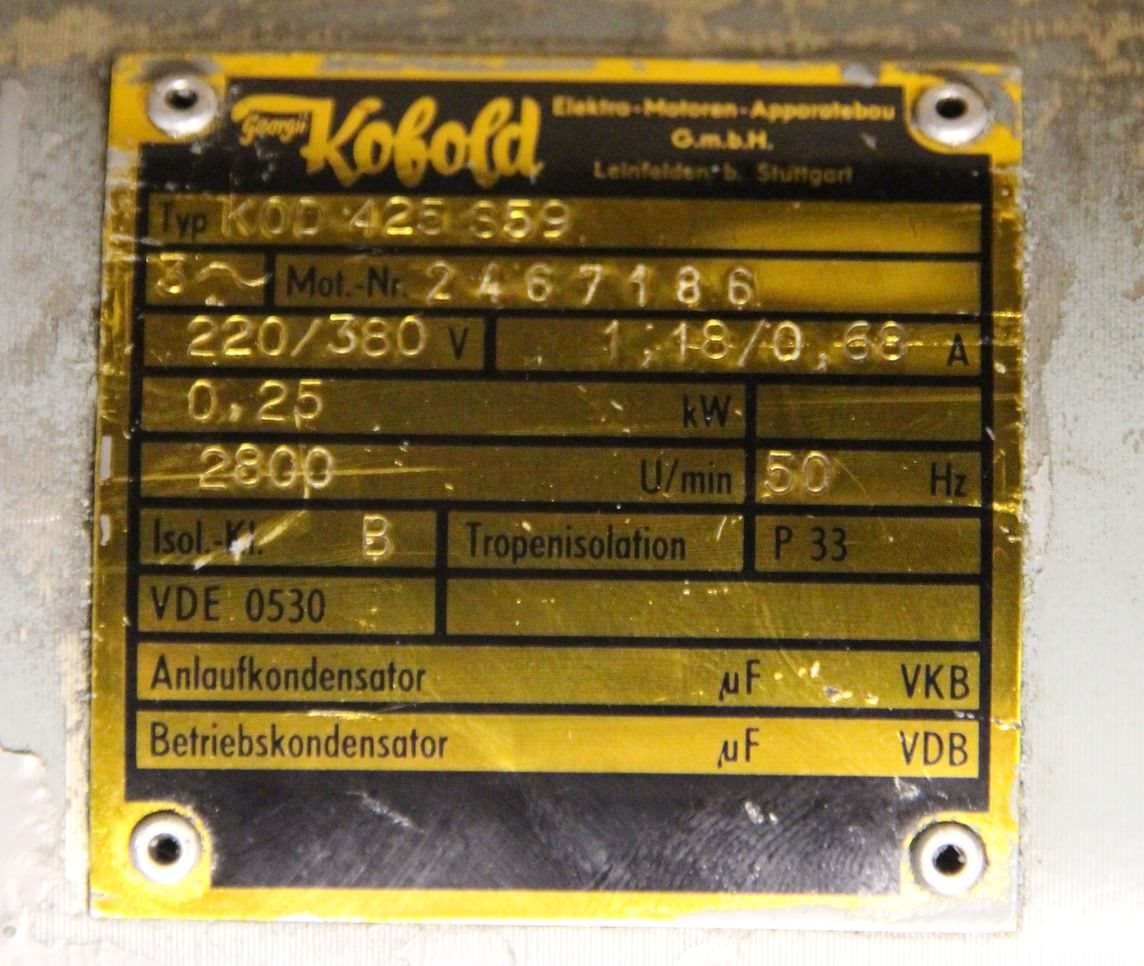 Georgii Kobold
Elektro-Motoren-Apparatebau
G.m.b.H.
Leinfelden b. Stuttgart
Typ KOD 425 S59
3~ Mot.-Nr. 2467186
220/380 V 1,18/0,68 A
0,25 kW
2800 U/min 50 Hz
Isol.-Kl. B Tropenisolation P 33
VDE 0530
Anlaufkondensator µF VKB
Betriebskondensator µF VDB